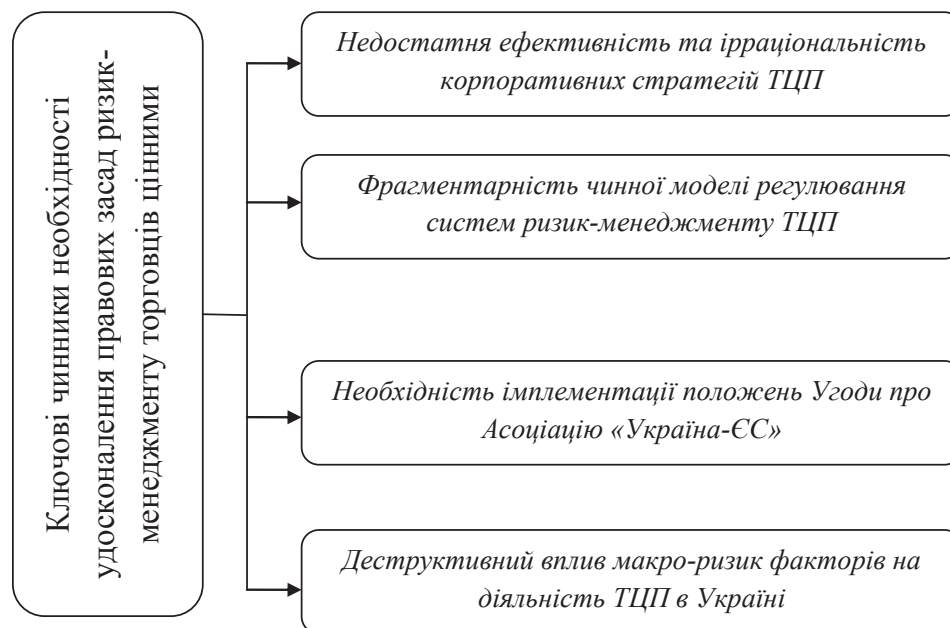 Ключові чинники необхідності
удосконалення правових засад ризик-
менеджменту торговців цінними
Недостатня ефективність та ірраціональність
корпоративних стратегій ТЦП
Фрагментарність чинної моделі регулювання
систем ризик-менеджменту ТЦП
Необхідність імплементації положень Угоди про
Асоціацію «Україна-ЄС»
Деструктивний вплив макро-ризик факторів на
діяльність ТЦП в Україні